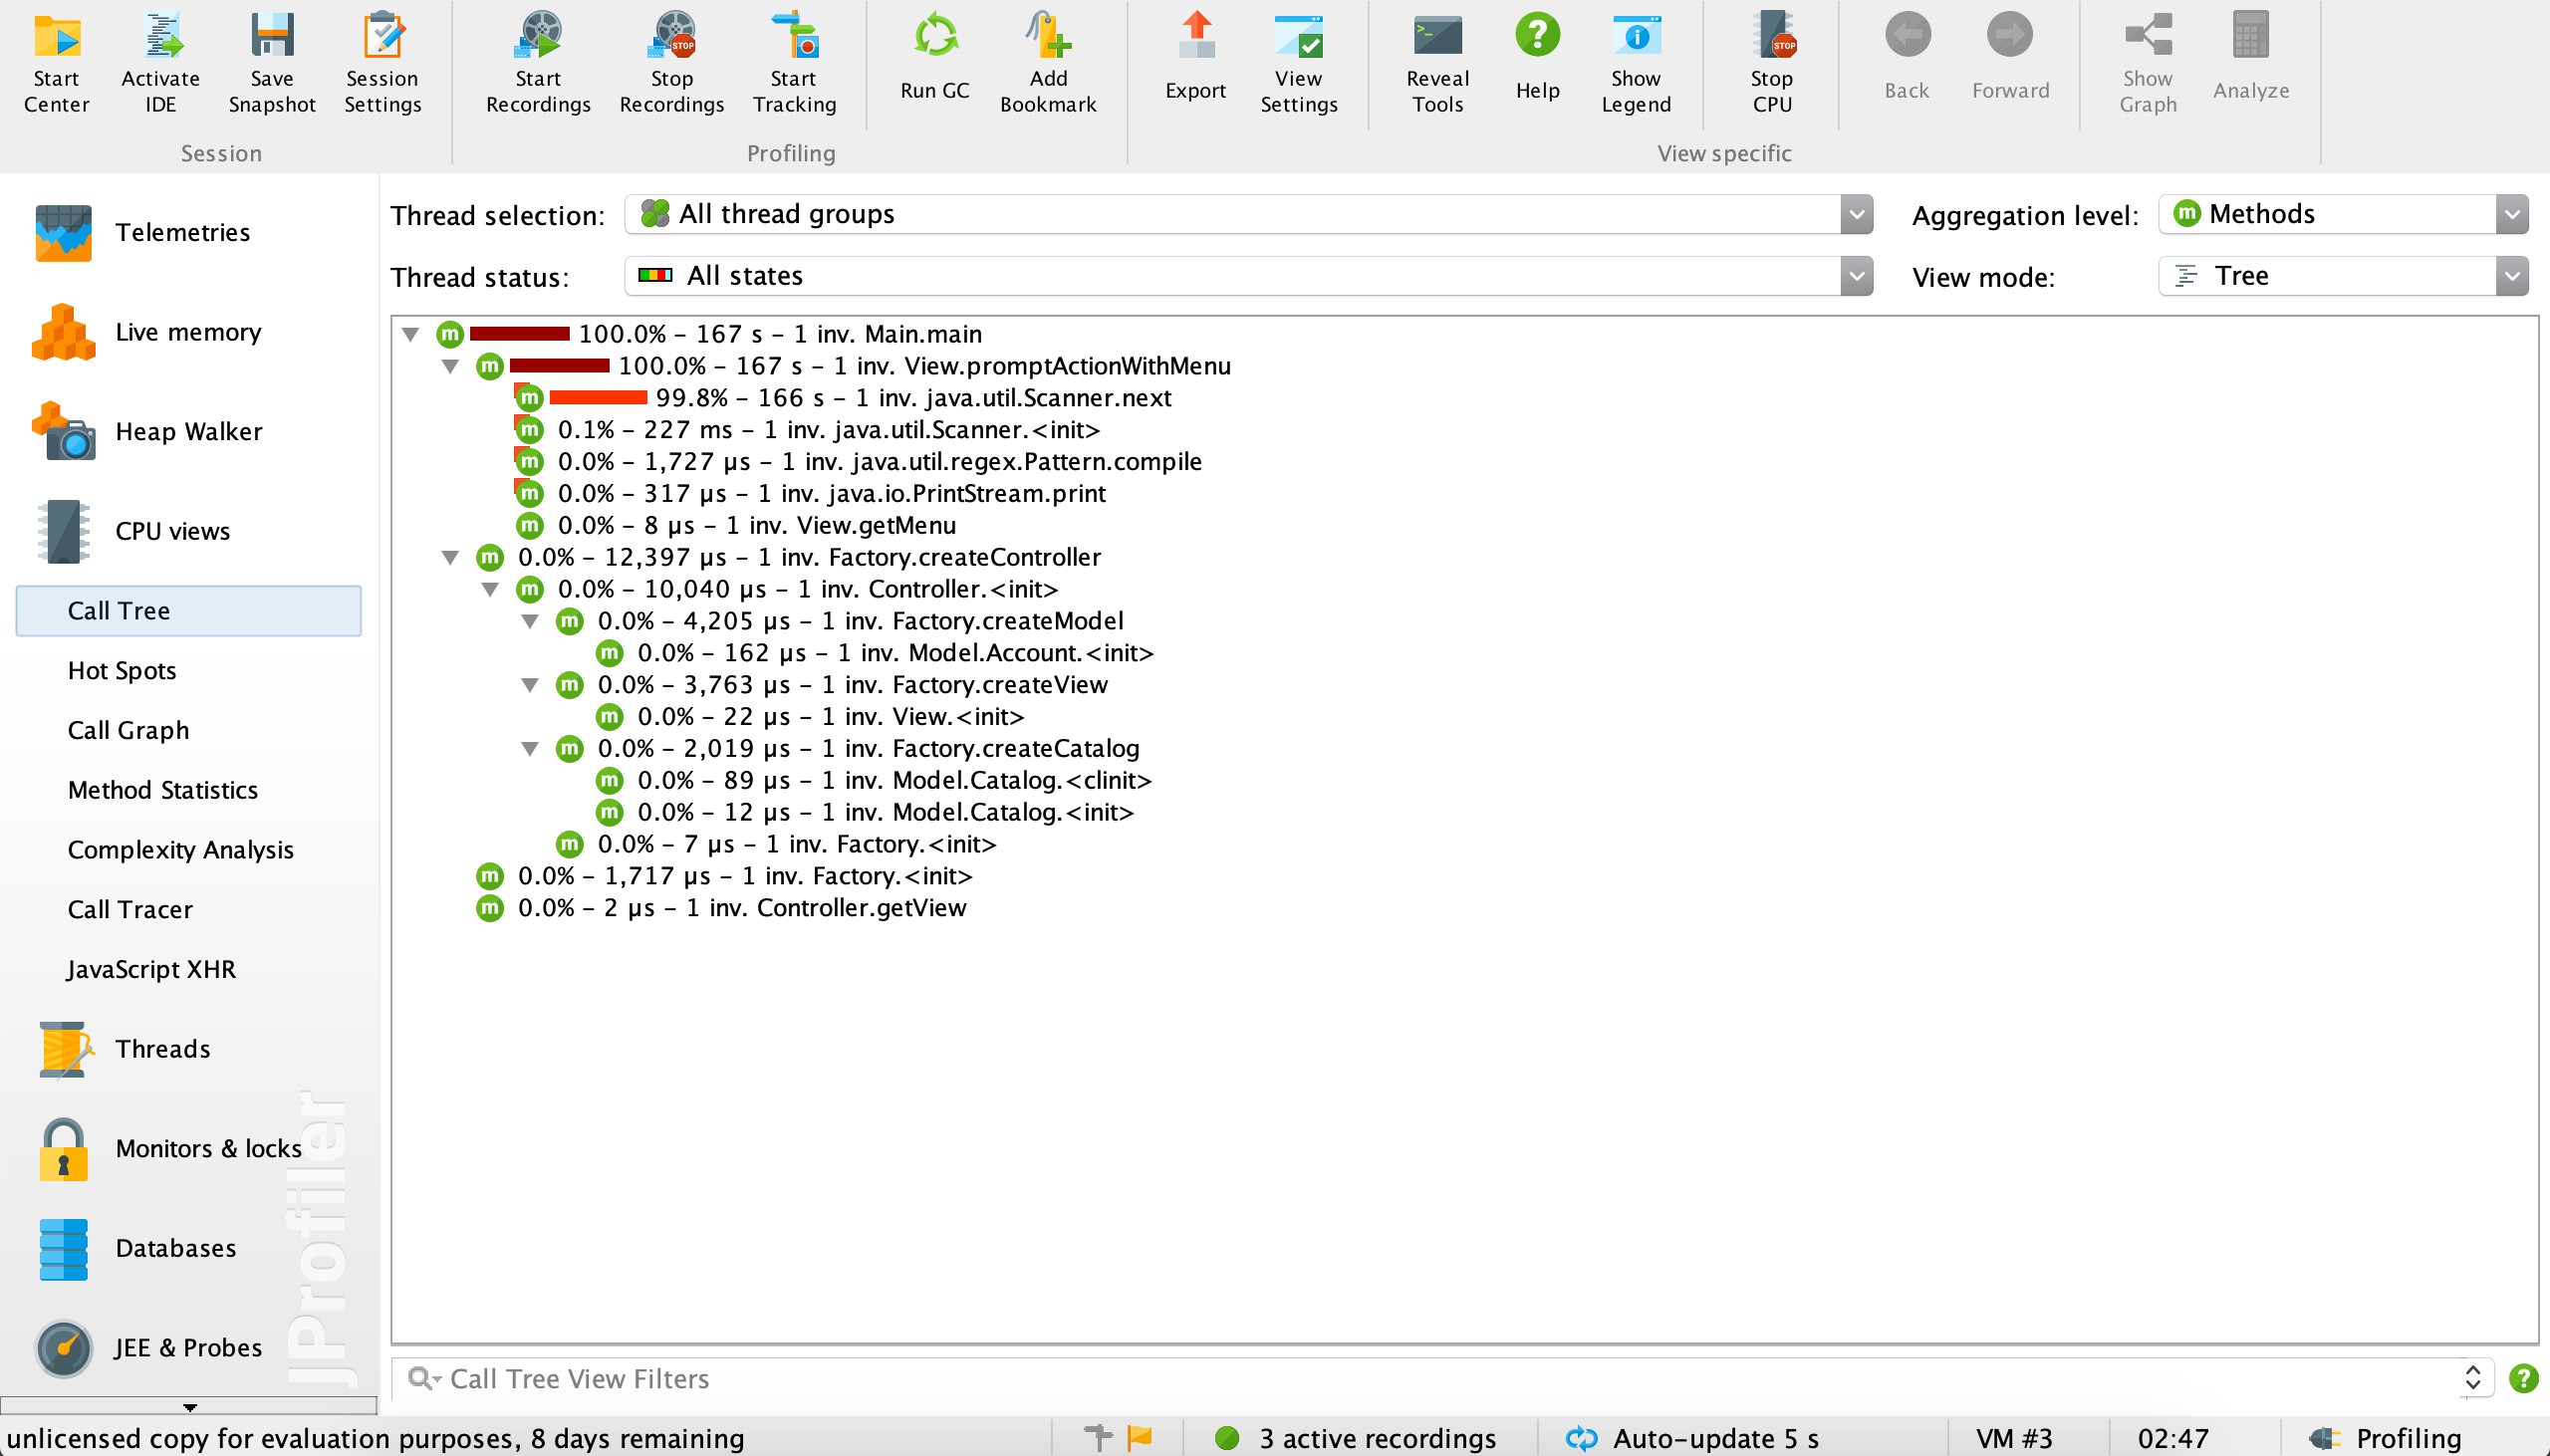 Start Center
Activate IDE
Save Snapshot
Session Settings
Start Recordings
Stop Recordings
Start Tracking
Run GC
Add Bookmark
Export
View Settings
Reveal Tools
Help
Show Legend
Stop CPU
Back
Forward
Show Graph
Analyze
Session
Profiling
View specific
Telemetries
Live memory
Heap Walker
CPU views
Call Tree
Hot Spots
Call Graph
Method Statistics
Complexity Analysis
Call Tracer
JavaScript XHR
Threads
Monitors & locks
Databases
JEE & Probes
JProfiler
Thread selection: All thread groups
Aggregation level: m Methods
Thread status: All states
View mode: Tree
m 100.0% – 167 s – 1 inv. Main.main
m 100.0% – 167 s – 1 inv. View.promptActionWithMenu
m 99.8% – 166 s – 1 inv. java.util.Scanner.next
m 0.1% – 227 ms – 1 inv. java.util.Scanner.<init>
m 0.0% – 1,727 µs – 1 inv. java.util.regex.Pattern.compile
m 0.0% – 317 µs – 1 inv. java.io.PrintStream.print
m 0.0% – 8 µs – 1 inv. View.getMenu
m 0.0% – 12,397 µs – 1 inv. Factory.createController
m 0.0% – 10,040 µs – 1 inv. Controller.<init>
m 0.0% – 4,205 µs – 1 inv. Factory.createModel
m 0.0% – 162 µs – 1 inv. Model.Account.<init>
m 0.0% – 3,763 µs – 1 inv. Factory.createView
m 0.0% – 22 µs – 1 inv. View.<init>
m 0.0% – 2,019 µs – 1 inv. Factory.createCatalog
m 0.0% – 89 µs – 1 inv. Model.Catalog.<clinit>
m 0.0% – 12 µs – 1 inv. Model.Catalog.<init>
m 0.0% – 7 µs – 1 inv. Factory.<init>
m 0.0% – 1,717 µs – 1 inv. Factory.<init>
m 0.0% – 2 µs – 1 inv. Controller.getView
Call Tree View Filters
unlicensed copy for evaluation purposes, 8 days remaining
3 active recordings
Auto-update 5 s
VM #3
02:47
Profiling